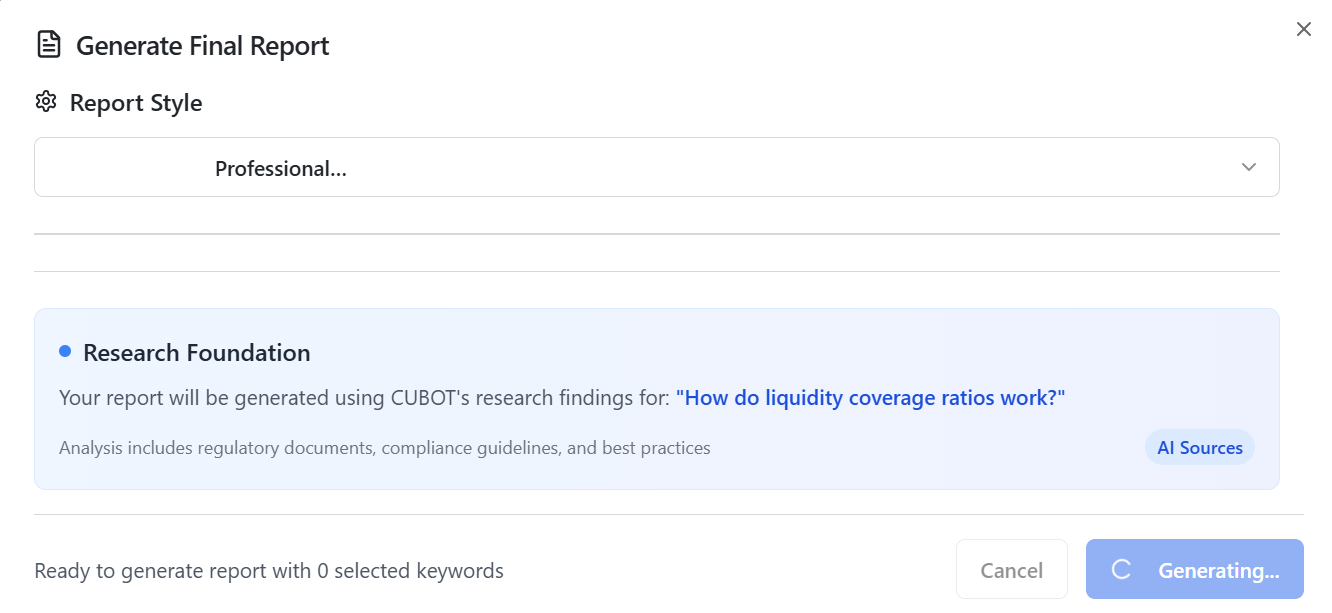 Generate Final Report
Report Style
Professional...
Research Foundation
Your report will be generated using CUBOT's research findings for: "How do liquidity coverage ratios work?"
Analysis includes regulatory documents, compliance guidelines, and best practices
AI Sources
Ready to generate report with 0 selected keywords
Cancel
Generating...